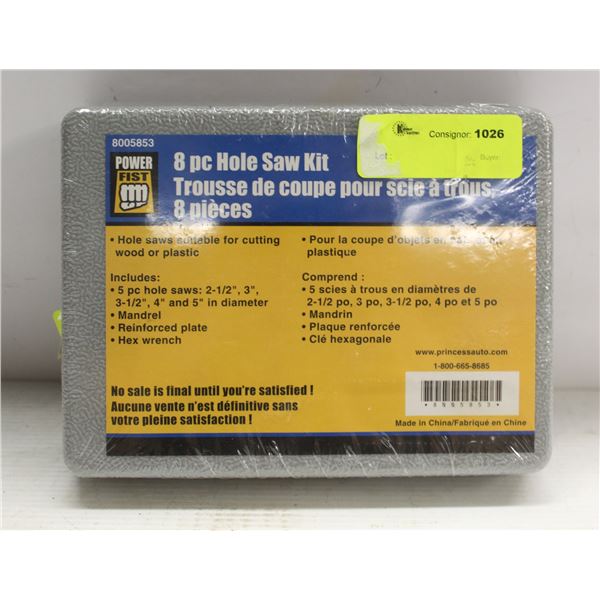 8005853
POWER
FIST
8 pc Hole Saw Kit
Trousse de coupe pour scie à trous,
8 pièces
Consignor: 1026
Lot:
Buyer:
• Hole saws suitable for cutting
wood or plastic
Includes:
• 5 pc hole saws: 2-1/2", 3",
3-1/2", 4" and 5" in diameter
• Mandrel
• Reinforced plate
• Hex wrench
• Pour la coupe d'objets en
plastique
Comprend :
• 5 scies à trous en diamètres de
2-1/2 po, 3 po, 3-1/2 po, 4 po et 5 po
• Mandrin
• Plaque renforcée
• Clé hexagonale
www.princessauto.com
1-800-665-8685
No sale is final until you're satisfied !
Aucune vente n'est définitive sans
votre pleine satisfaction !
Made in China/Fabriqué en Chine